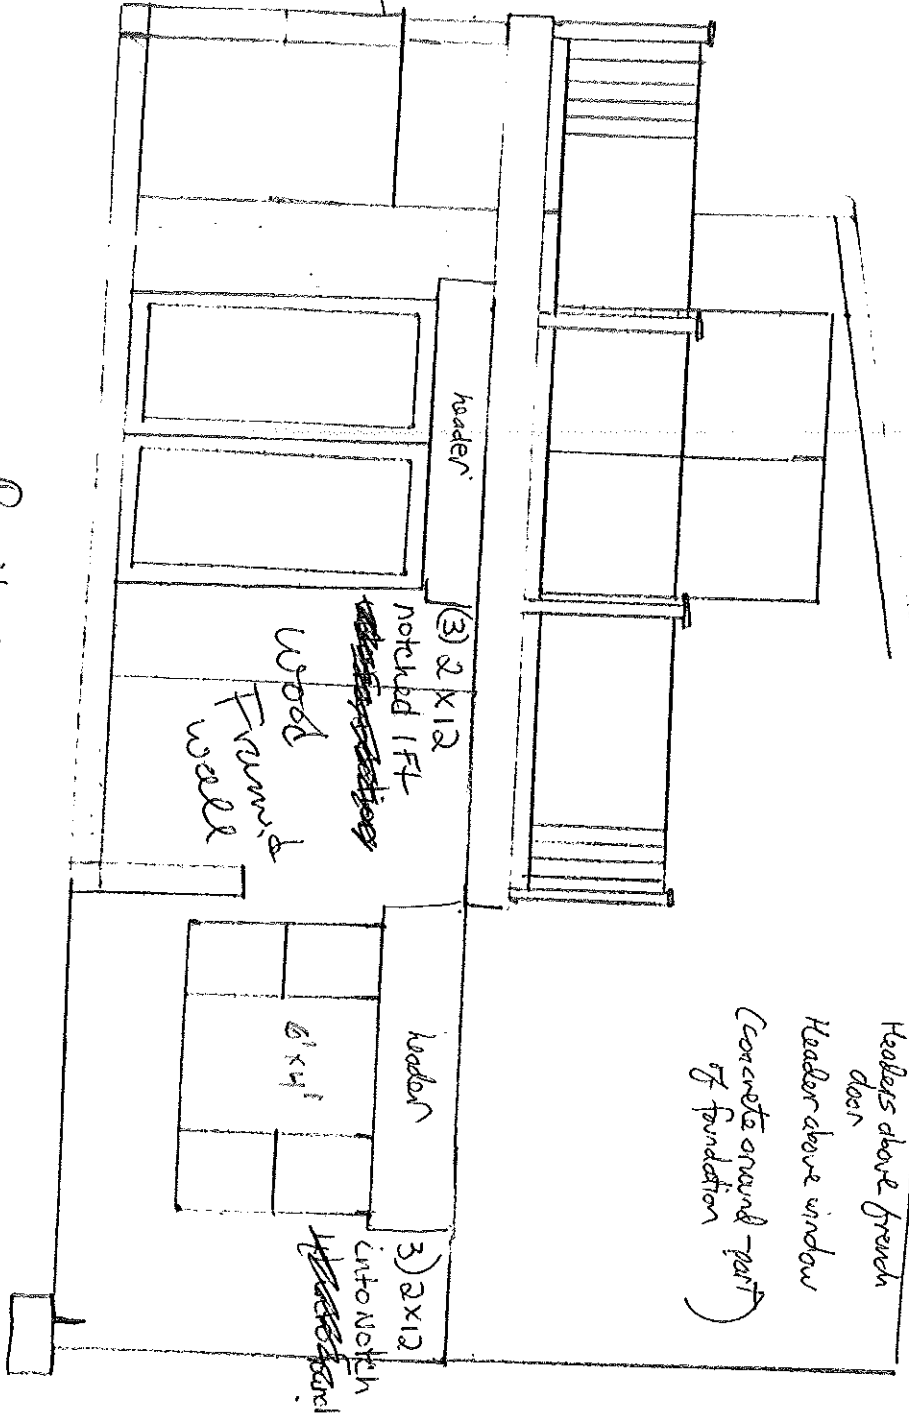 Headers above french
door
Header above window
(concrete around part
of foundation)
header
(3) 2x12
notched 1 Ft
Wood
Framid
wall
header
6'x4'
3) 2x12
into Notch